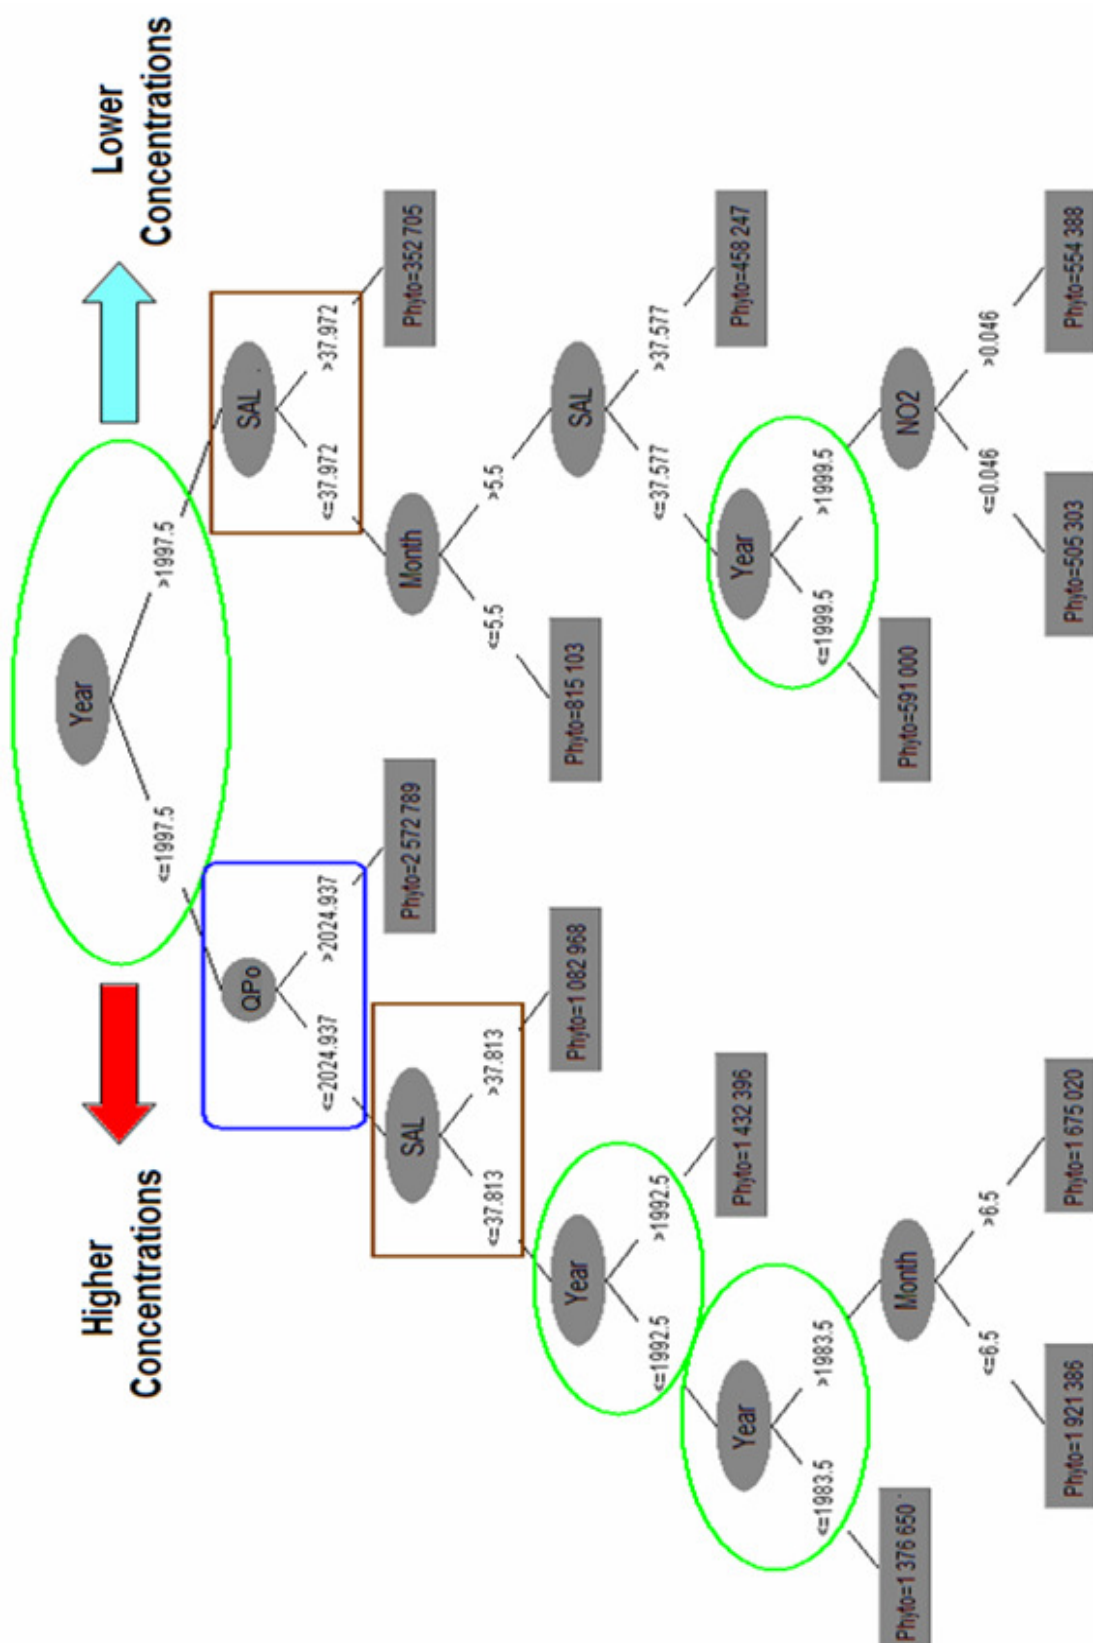 Higher
Concentrations
Lower
Concentrations
Year
<=1997.5
>1997.5
QPo
SAL
<=2024.937
>2024.937
<=37.972
>37.972
SAL
Phyto=2 572 789
Month
Phyto=352 705
<=37.813
>37.813
<=5.5
>5.5
Year
Phyto=1 082 968
Phyto=815 103
SAL
<=1992.5
>1992.5
<=37.577
>37.577
Year
Phyto=1 432 396
Year
Phyto=458 247
<=1983.5
>1983.5
<=1999.5
>1999.5
Phyto=1 376 650
Month
Phyto=591 000
NO2
<=6.5
>6.5
<=0.046
>0.046
Phyto=1 921 386
Phyto=1 675 020
Phyto=505 303
Phyto=554 388